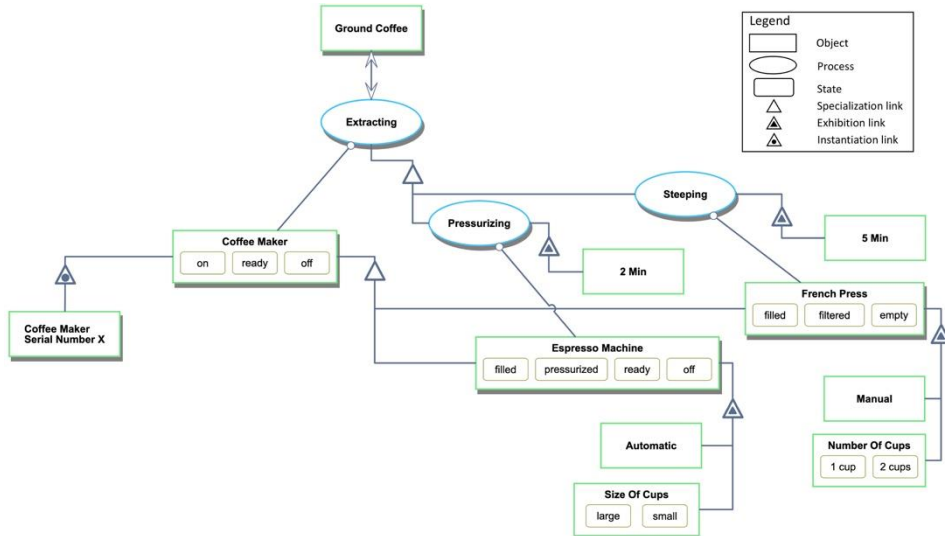 Ground Coffee
Legend
Object
Process
State
Specialization link
Exhibition link
Instantiation link
Extracting
Steeping
Pressurizing
5 Min
2 Min
Coffee Maker
on ready off
French Press
filled filtered empty
Coffee Maker
Serial Number X
Espresso Machine
filled pressurized ready off
Manual
Automatic
Number Of Cups
1 cup 2 cups
Size Of Cups
large small